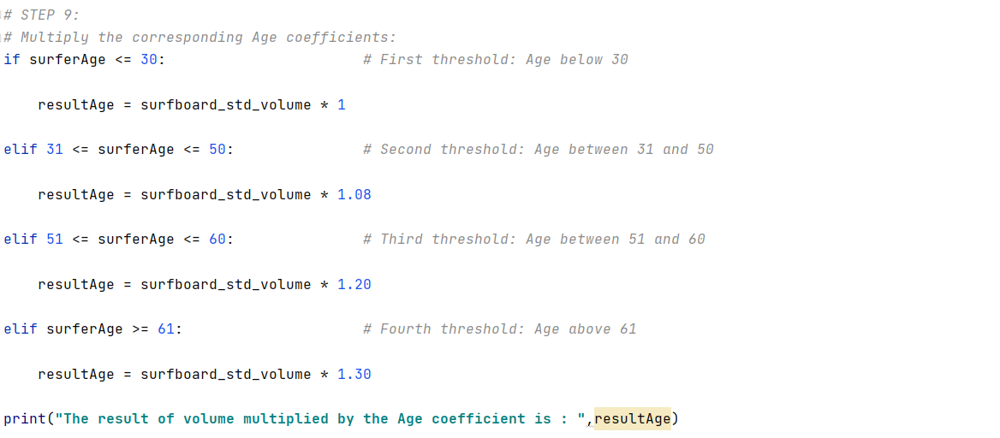 # STEP 9:
# Multiply the corresponding Age coefficients:
if surferAge <= 30:                       # First threshold: Age below 30
    resultAge = surfboard_std_volume * 1
elif 31 <= surferAge <= 50:               # Second threshold: Age between 31 and 50
    resultAge = surfboard_std_volume * 1.08
elif 51 <= surferAge <= 60:               # Third threshold: Age between 51 and 60
    resultAge = surfboard_std_volume * 1.20
elif surferAge >= 61:                     # Fourth threshold: Age above 61
    resultAge = surfboard_std_volume * 1.30
print("The result of volume multiplied by the Age coefficient is : ",resultAge)